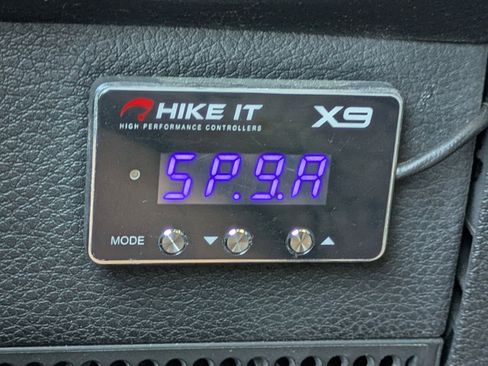 HIKE IT X9
HIGH PERFORMANCE CONTROLLERS
SP.9.A
MODE